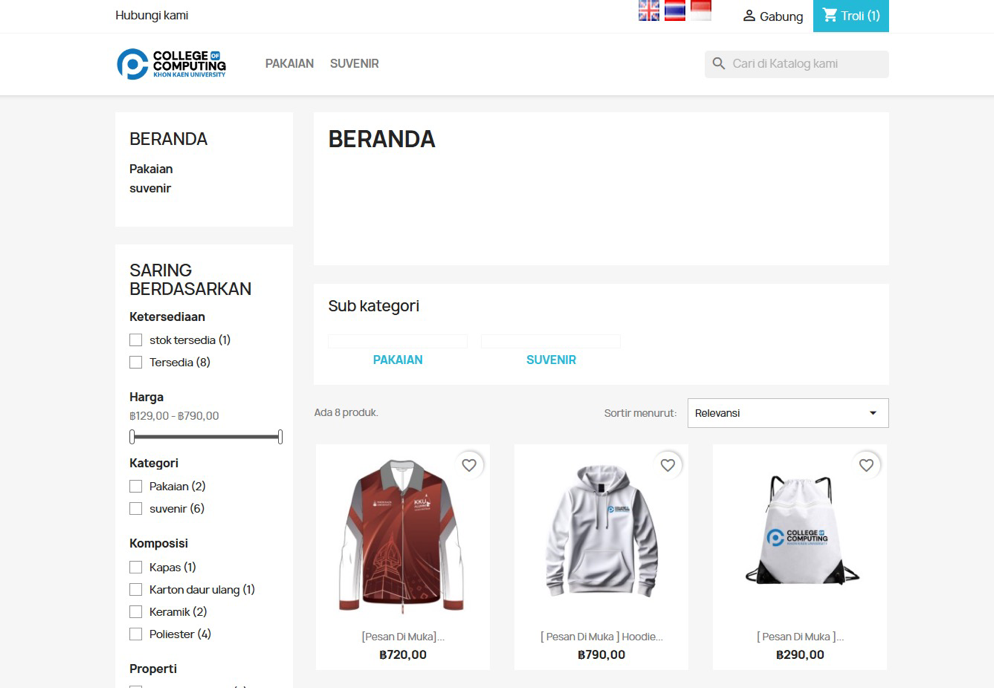 Hubungi kami
Gabung
Troli (1)
COLLEGE OF
COMPUTING
KHON KAEN UNIVERSITY
PAKAIAN
SUVENIR
Cari di Katalog kami
BERANDA
Pakaian
suvenir
BERANDA
SARING
BERDASARKAN
Ketersediaan
stok tersedia (1)
Tersedia (8)
Harga
฿129,00 - ฿790,00
Kategori
Pakaian (2)
suvenir (6)
Komposisi
Kapas (1)
Karton daur ulang (1)
Keramik (2)
Poliester (4)
Properti
Sub kategori
PAKAIAN
SUVENIR
Ada 8 produk.
Sortir menurut:
Relevansi
KKU
COLLEGE OF
COMPUTING
KHON KAEN UNIVERSITY
[Pesan Di Muka]...
฿720,00
[ Pesan Di Muka ] Hoodie...
฿790,00
[ Pesan Di Muka ]...
฿290,00